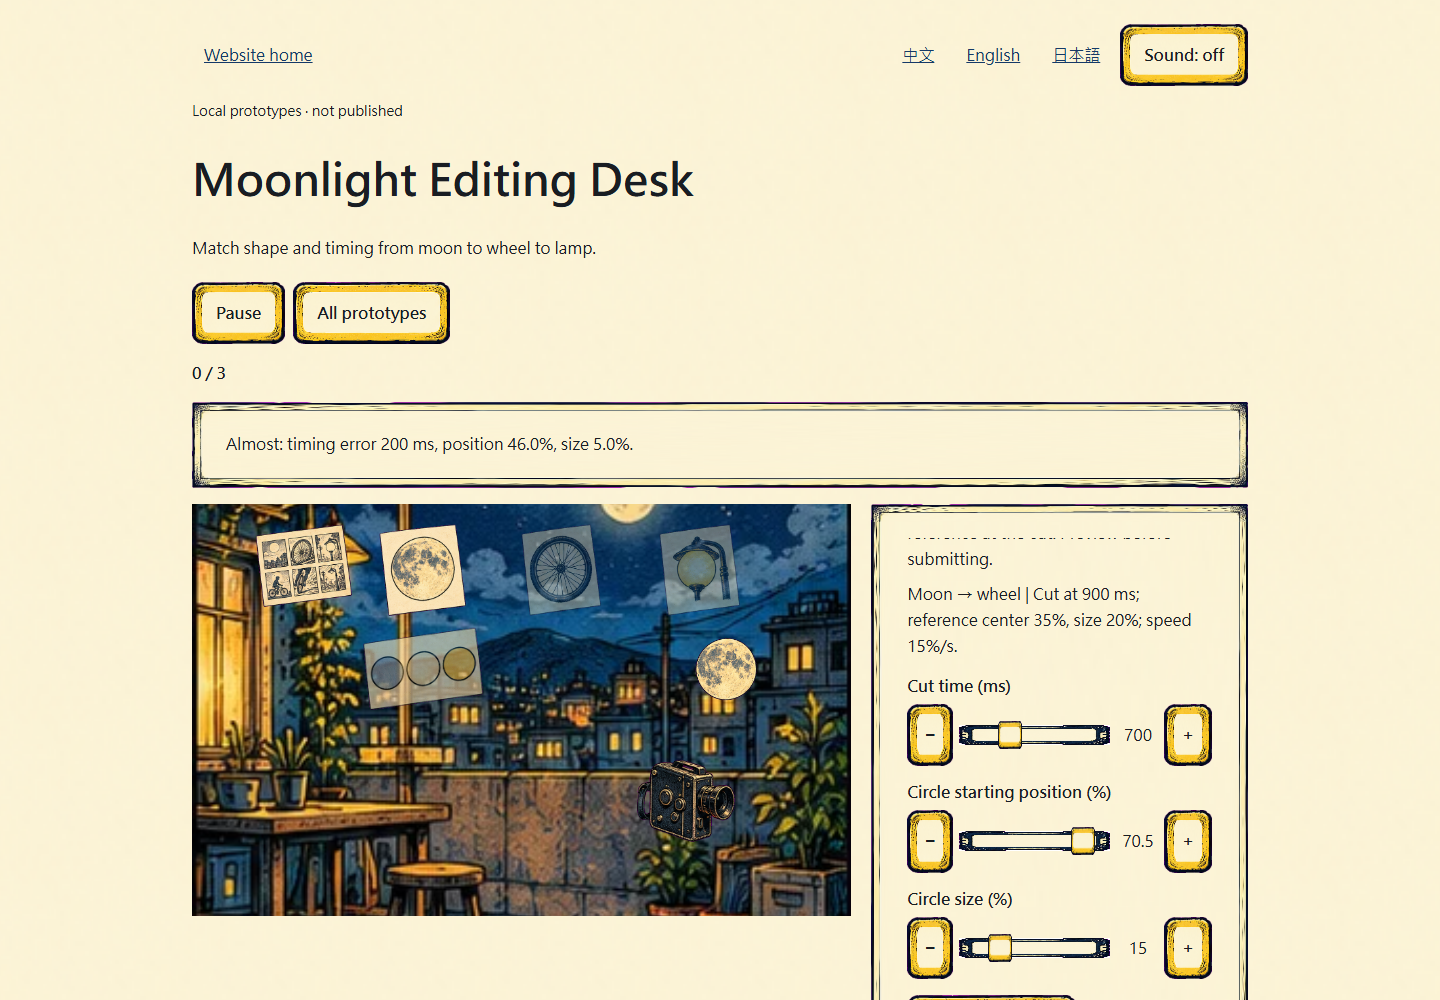 Website home
中文
English
日本語
Sound: off
Local prototypes · not published
Moonlight Editing Desk
Match shape and timing from moon to wheel to lamp.
Pause
All prototypes
0 / 3
Almost: timing error 200 ms, position 46.0%, size 5.0%.
submitting.
Moon → wheel | Cut at 900 ms;
reference center 35%, size 20%; speed
15%/s.
Cut time (ms)
−
700
+
Circle starting position (%)
−
70.5
+
Circle size (%)
−
15
+